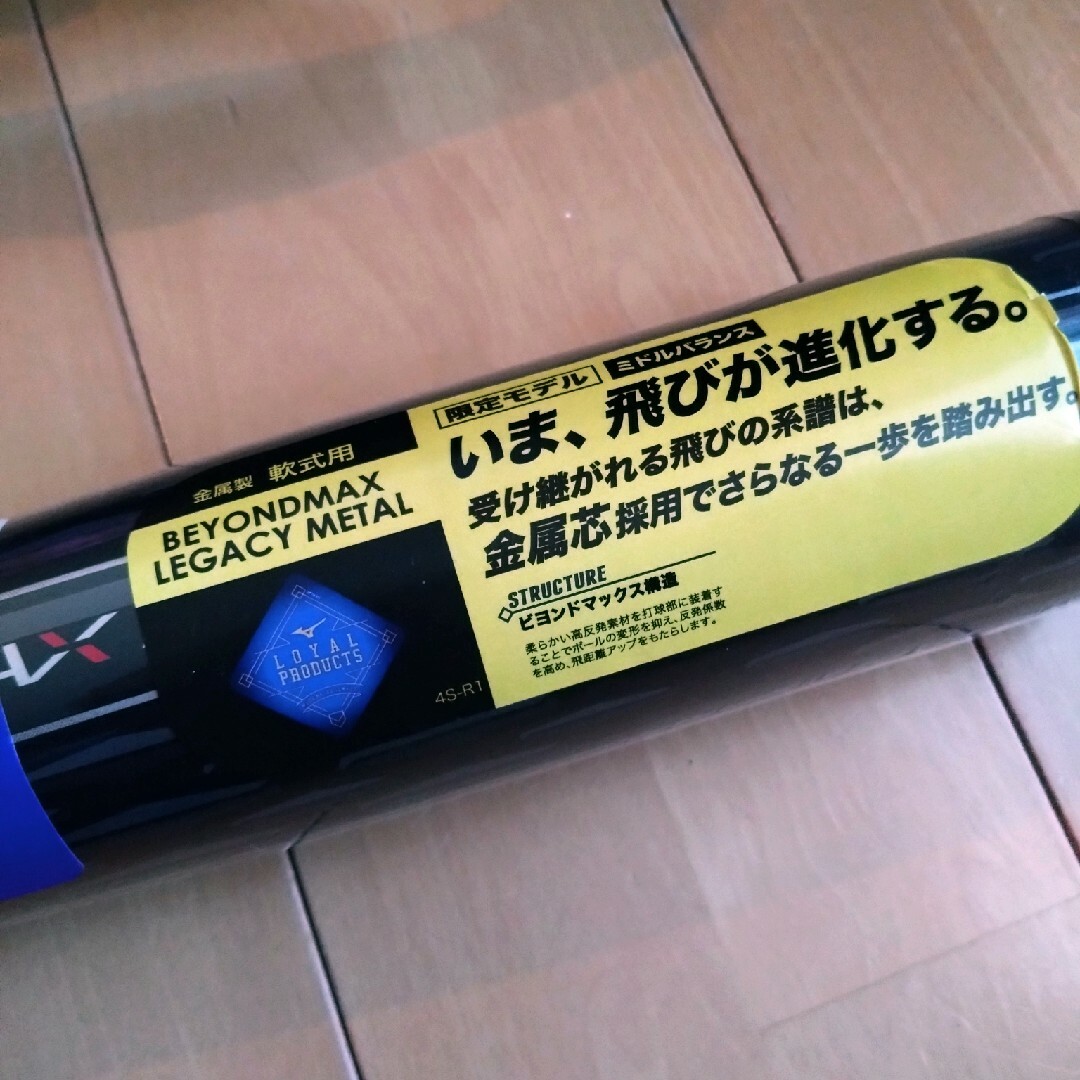 限定モデル ミドルバランス
いま、飛びが進化する。
受け継がれる飛びの系譜は、
金属芯採用でさらなる一歩を踏み出す。
STRUCTURE
ビヨンドマックス構造
柔らかい高反発素材を打球部に装着す
ることでボールの変形を抑え、反発係数
を高め、飛距離アップをもたらします。
金属製 軟式用
BEYONDMAX
LEGACY METAL
LOYAL
PRODUCTS
4S-R1